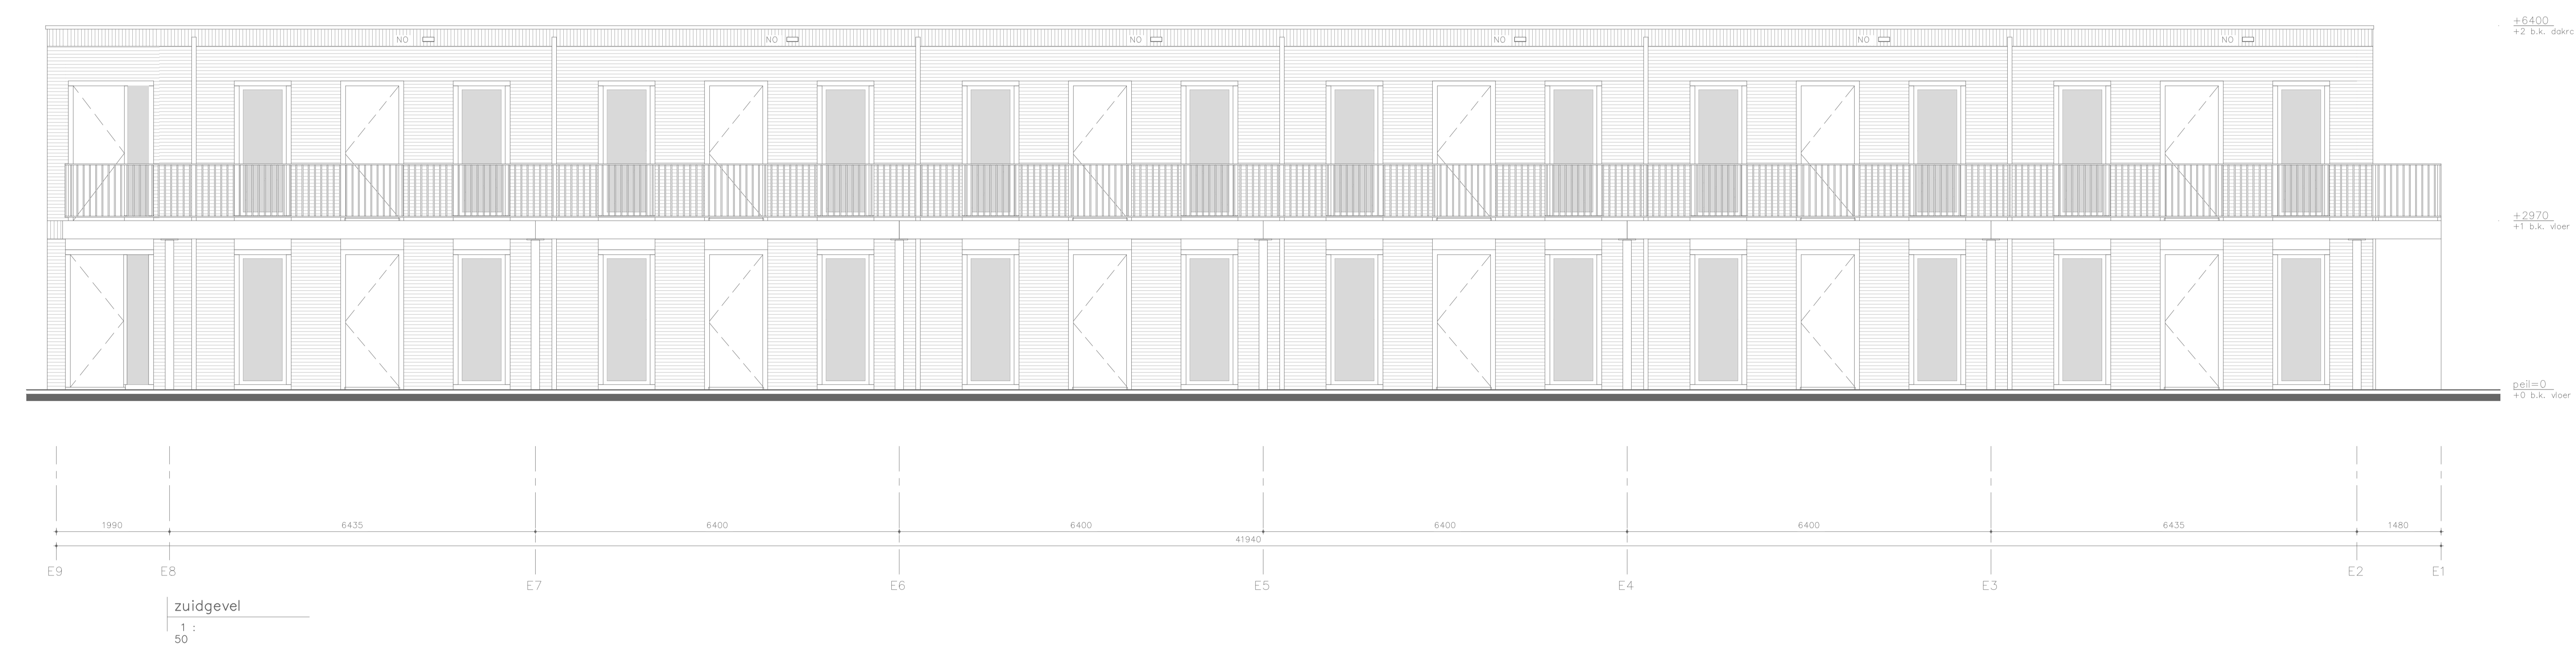 +6400
+2 b.k. dakrc
NO NO NO NO NO NO
+2970
+1 b.k. vloer
peil=0
+0 b.k. vloer
1990 6435 6400 6400 6400 6400 6435 1480
41940
E9 E8 E7 E6 E5 E4 E3 E2 E1
zuidgevel
1 :
50